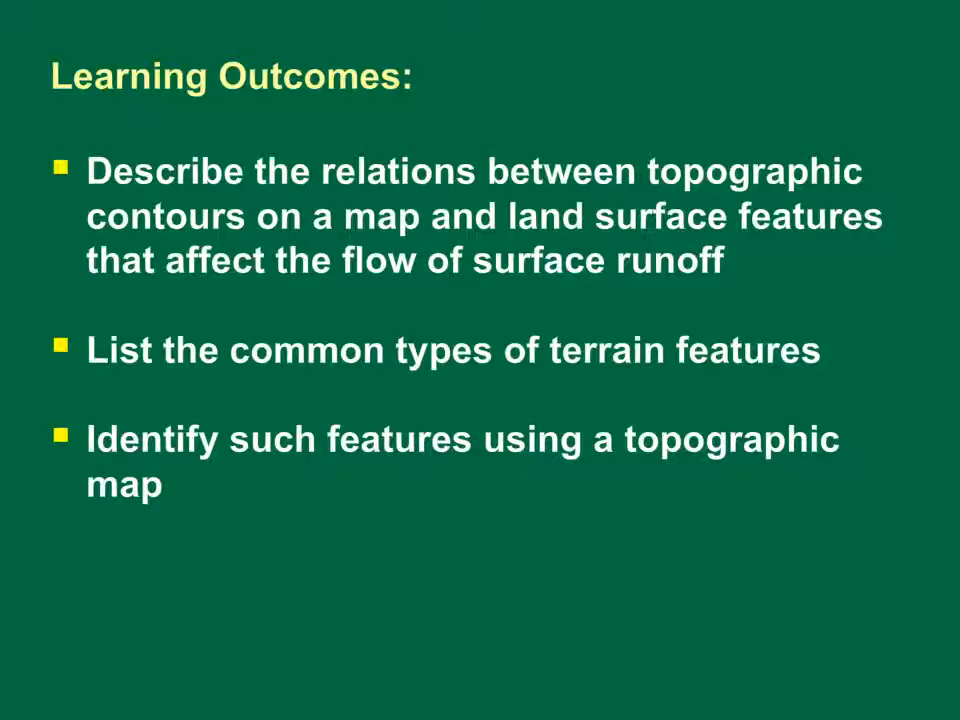 Learning Outcomes:
Describe the relations between topographic
contours on a map and land surface features
that affect the flow of surface runoff
List the common types of terrain features
Identify such features using a topographic
map